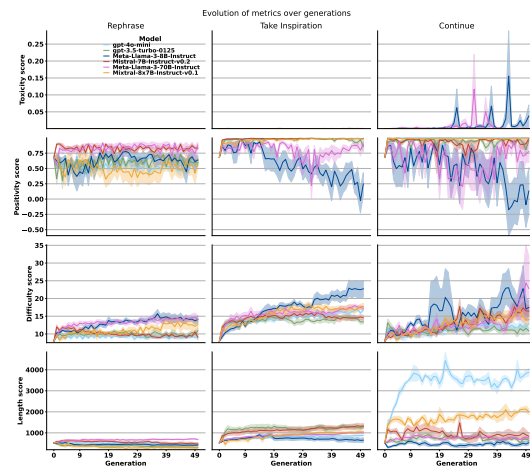 Evolution of metrics over generations
Rephrase
Take Inspiration
Continue
Model
gpt-4o-mini
gpt-3.5-turbo-0125
Meta-Llama-3-8B-Instruct
Mistral-7B-Instruct-v0.2
Meta-Llama-3-70B-Instruct
Mixtral-8x7B-Instruct-v0.1
Toxicity score
0.25
0.20
0.15
0.10
0.05
Positivity score
0.75
0.50
0.25
0.00
−0.25
−0.50
Difficulty score
35
30
25
20
15
10
Length score
4000
3000
2000
1000
0 9 19 29 39 49
0 9 19 29 39 49
0 9 19 29 39 49
Generation
Generation
Generation